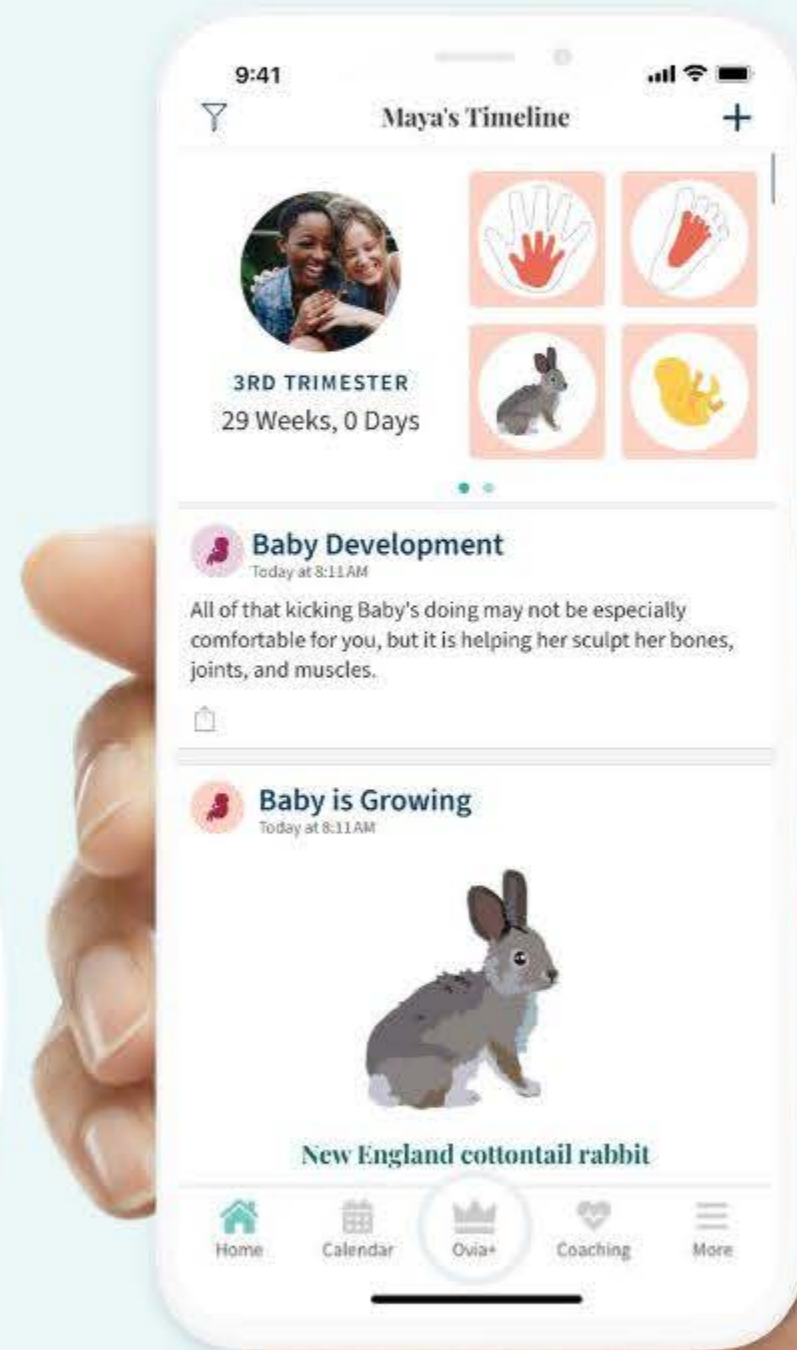 9:41
Maya's Timeline
3RD TRIMESTER
29 Weeks, 0 Days
Baby Development
Today at 8:11 AM
All of that kicking Baby's doing may not be especially
comfortable for you, but it is helping her sculpt her bones,
joints, and muscles.
Baby is Growing
Today at 8:11 AM
New England cottontail rabbit
Home
Calendar
Ovia+
Coaching
More